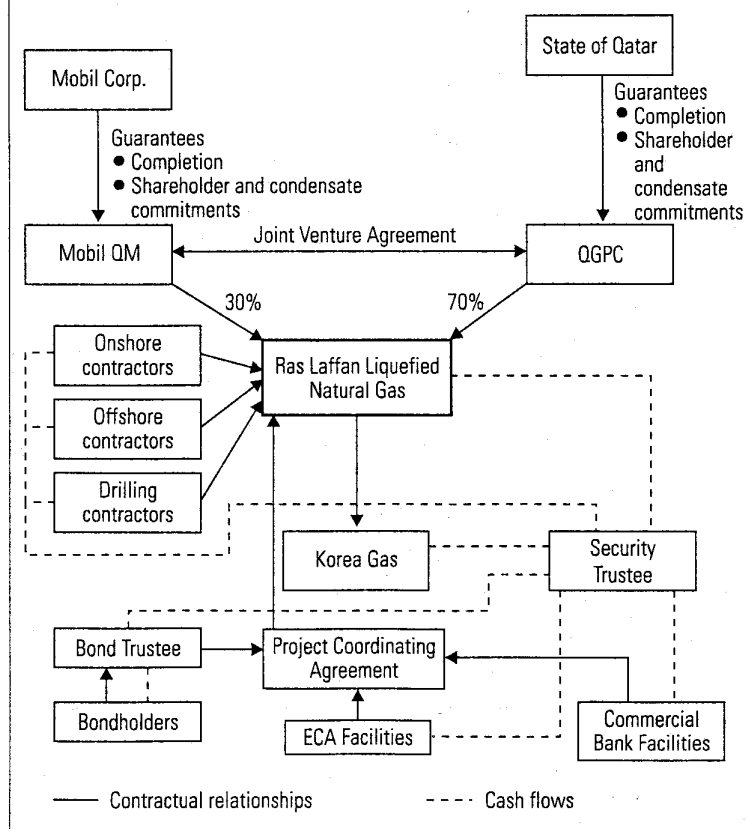 State of Qatar
Mobil Corp.
Guarantees
● Completion
● Shareholder
and
condensate
commitments
Guarantees
● Completion
● Shareholder and condensate
commitments
Joint Venture Agreement
Mobil QM
QGPC
30%
70%
Onshore
contractors
Ras Laffan Liquefied
Natural Gas
Offshore
contractors
Drilling
contractors
Korea Gas
Security
Trustee
Bond Trustee
Project Coordinating
Agreement
Bondholders
ECA Facilities
Commercial
Bank Facilities
Contractual relationships
Cash flows